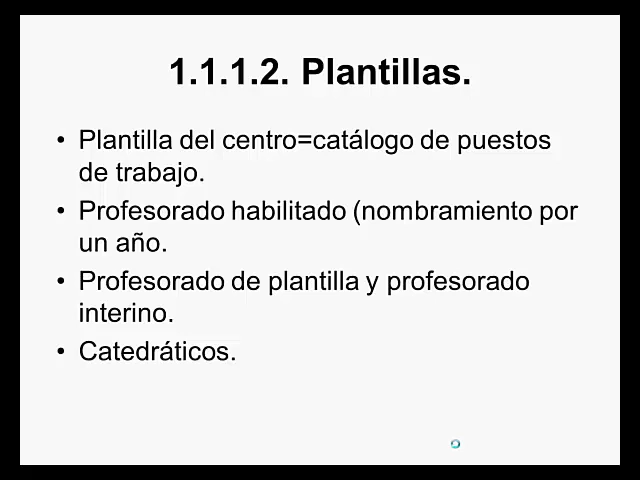 1.1.1.2. Plantillas.
• Plantilla del centro=catálogo de puestos
de trabajo.
• Profesorado habilitado (nombramiento por
un año.
• Profesorado de plantilla y profesorado
interino.
• Catedráticos.